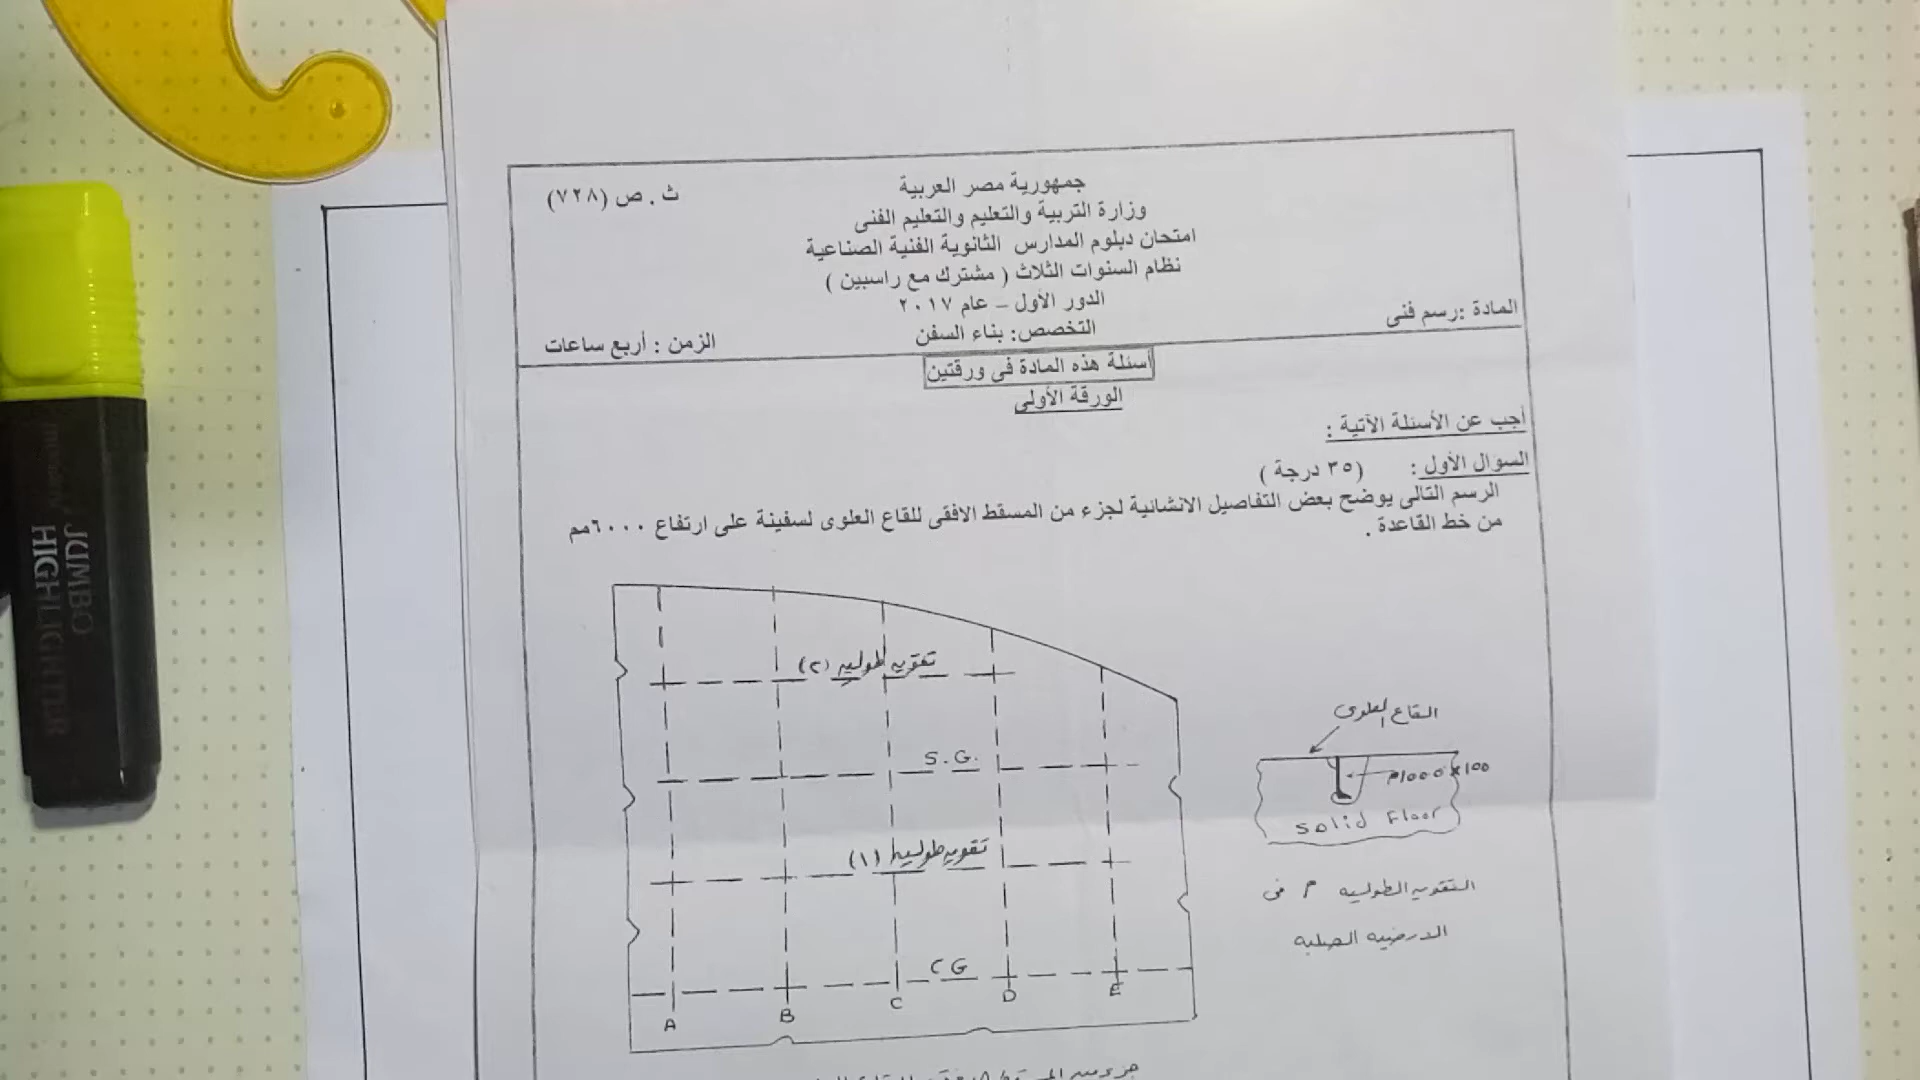 جمهورية مصر العربية
ث . ص (٧٢٨)
وزارة التربية والتعليم والتعليم الفنى
امتحان دبلوم المدارس الثانوية الفنية الصناعية
نظام السنوات الثلاث ( مشترك مع راسبين )
الدور الأول – عام ٢٠١٧
المادة :رسم فنى
التخصص: بناء السفن
الزمن : أربع ساعات
أسئلة هذه المادة فى ورقتين
الورقة الأولى
أجب عن الأسئلة الآتية :
السؤال الأول : (٣٥ درجة )
الرسم التالى يوضح بعض التفاصيل الانشائية لجزء من المسقط الافقى للقاع العلوى لسفينة على ارتفاع ٦٠٠٠مم
من خط القاعدة .
تقويه طوليه (٢)
S.G.
تقويه طوليه (١)
CG
A
B
C
D
E
القاع العلوى
Solid Floor
التقويه الطوليه فى
الارضيه الصلبه
JUMBO
HIGHLIGHTER